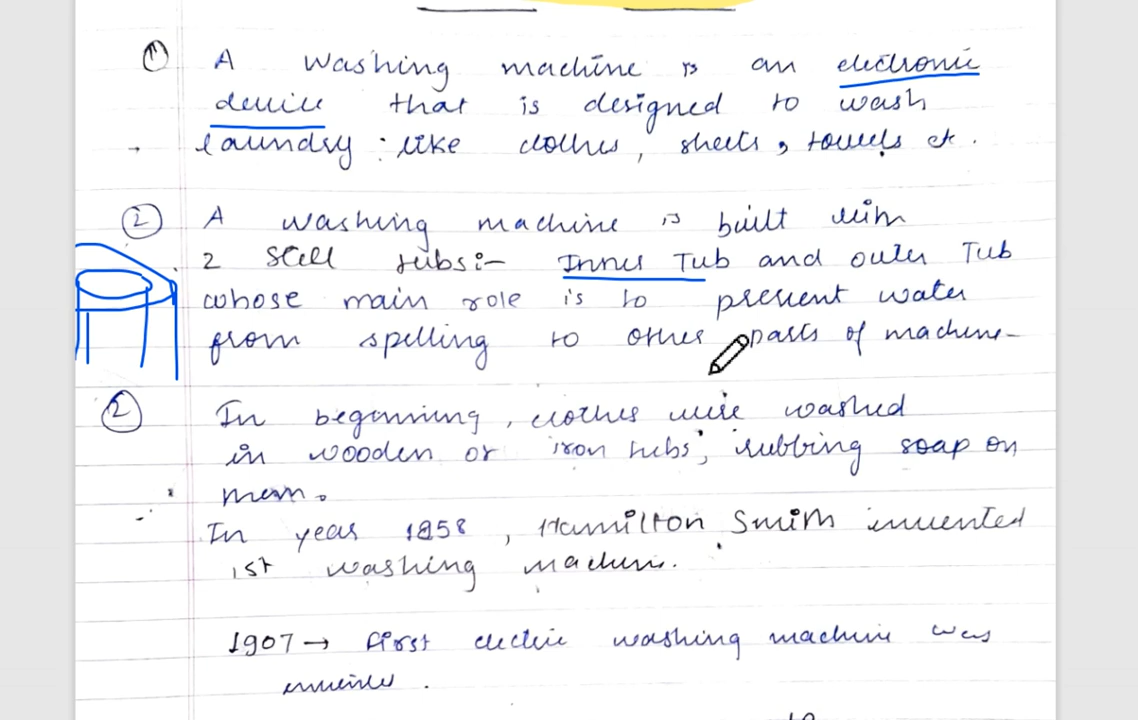 ① A washing machine is an electronic
device that is designed to wash
laundry : like clothes, sheets, towels etc.
② A washing machine is built with
2 steel tubs :- Inner Tub and outer Tub
whose main role is to prevent water
from spelling to other parts of machine-
② In beginning, clothes were washed
in wooden or iron tubs, rubbing soap on
them.
In year 1858, Hamilton Smith invented
1st washing machine.
1907 → first electric washing machine was